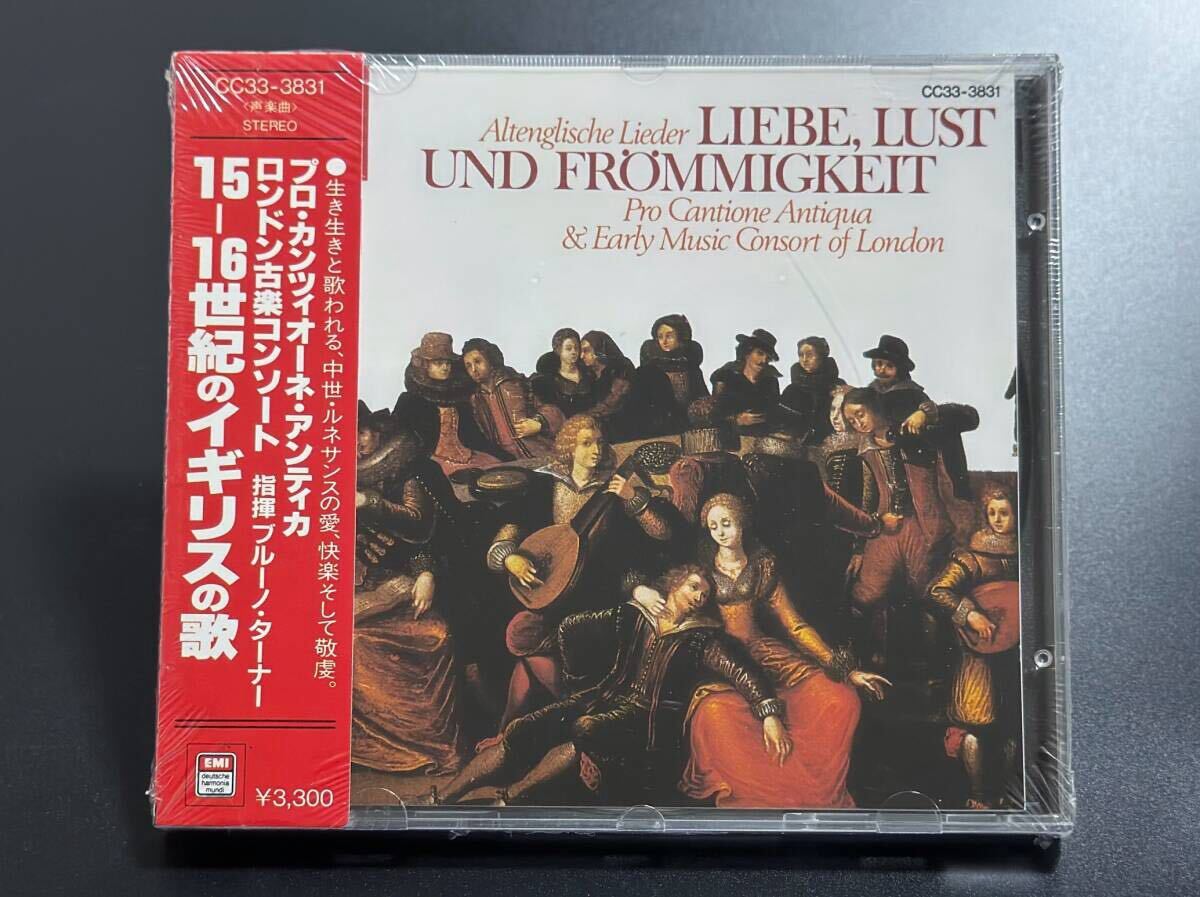 CC33-3831
〈声楽曲〉
STEREO
●生き生きと歌われる、中世・ルネサンスの愛、快楽そして敬虔。
プロ・カンツィオーネ・アンティカ
ロンドン古楽コンソート 指揮 ブルーノ・ターナー
15-16世紀のイギリスの歌
EMI
deutsche
harmonia
mundi
¥3,300
CC33-3831
Altenglische Lieder LIEBE, LUST
UND FRÖMMIGKEIT
Pro Cantione Antiqua
& Early Music Consort of London